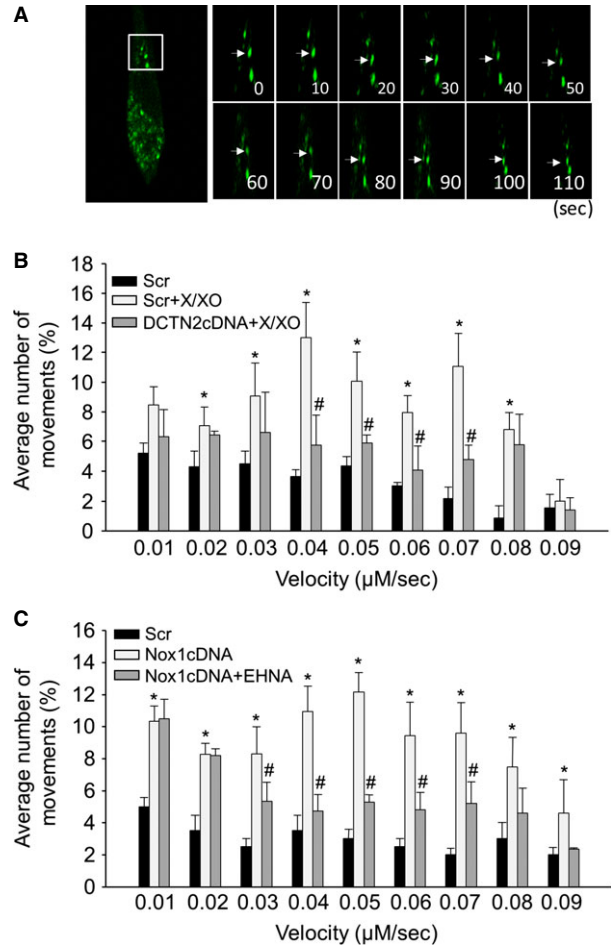 A
0 10 20 30 40 50
60 70 80 90 100 110
(sec)
B
18
16
14
12
10
8
6
4
2
0
Average number of
movements (%)
Scr
Scr+X/XO
DCTN2cDNA+X/XO
* * * * * * *
# # # #
0.01 0.02 0.03 0.04 0.05 0.06 0.07 0.08 0.09
Velocity (µM/sec)
C
16
14
12
10
8
6
4
2
0
Average number of
movements (%)
Scr
Nox1cDNA
Nox1cDNA+EHNA
* * * * * * * * *
# # # # #
0.01 0.02 0.03 0.04 0.05 0.06 0.07 0.08 0.09
Velocity (µM/sec)